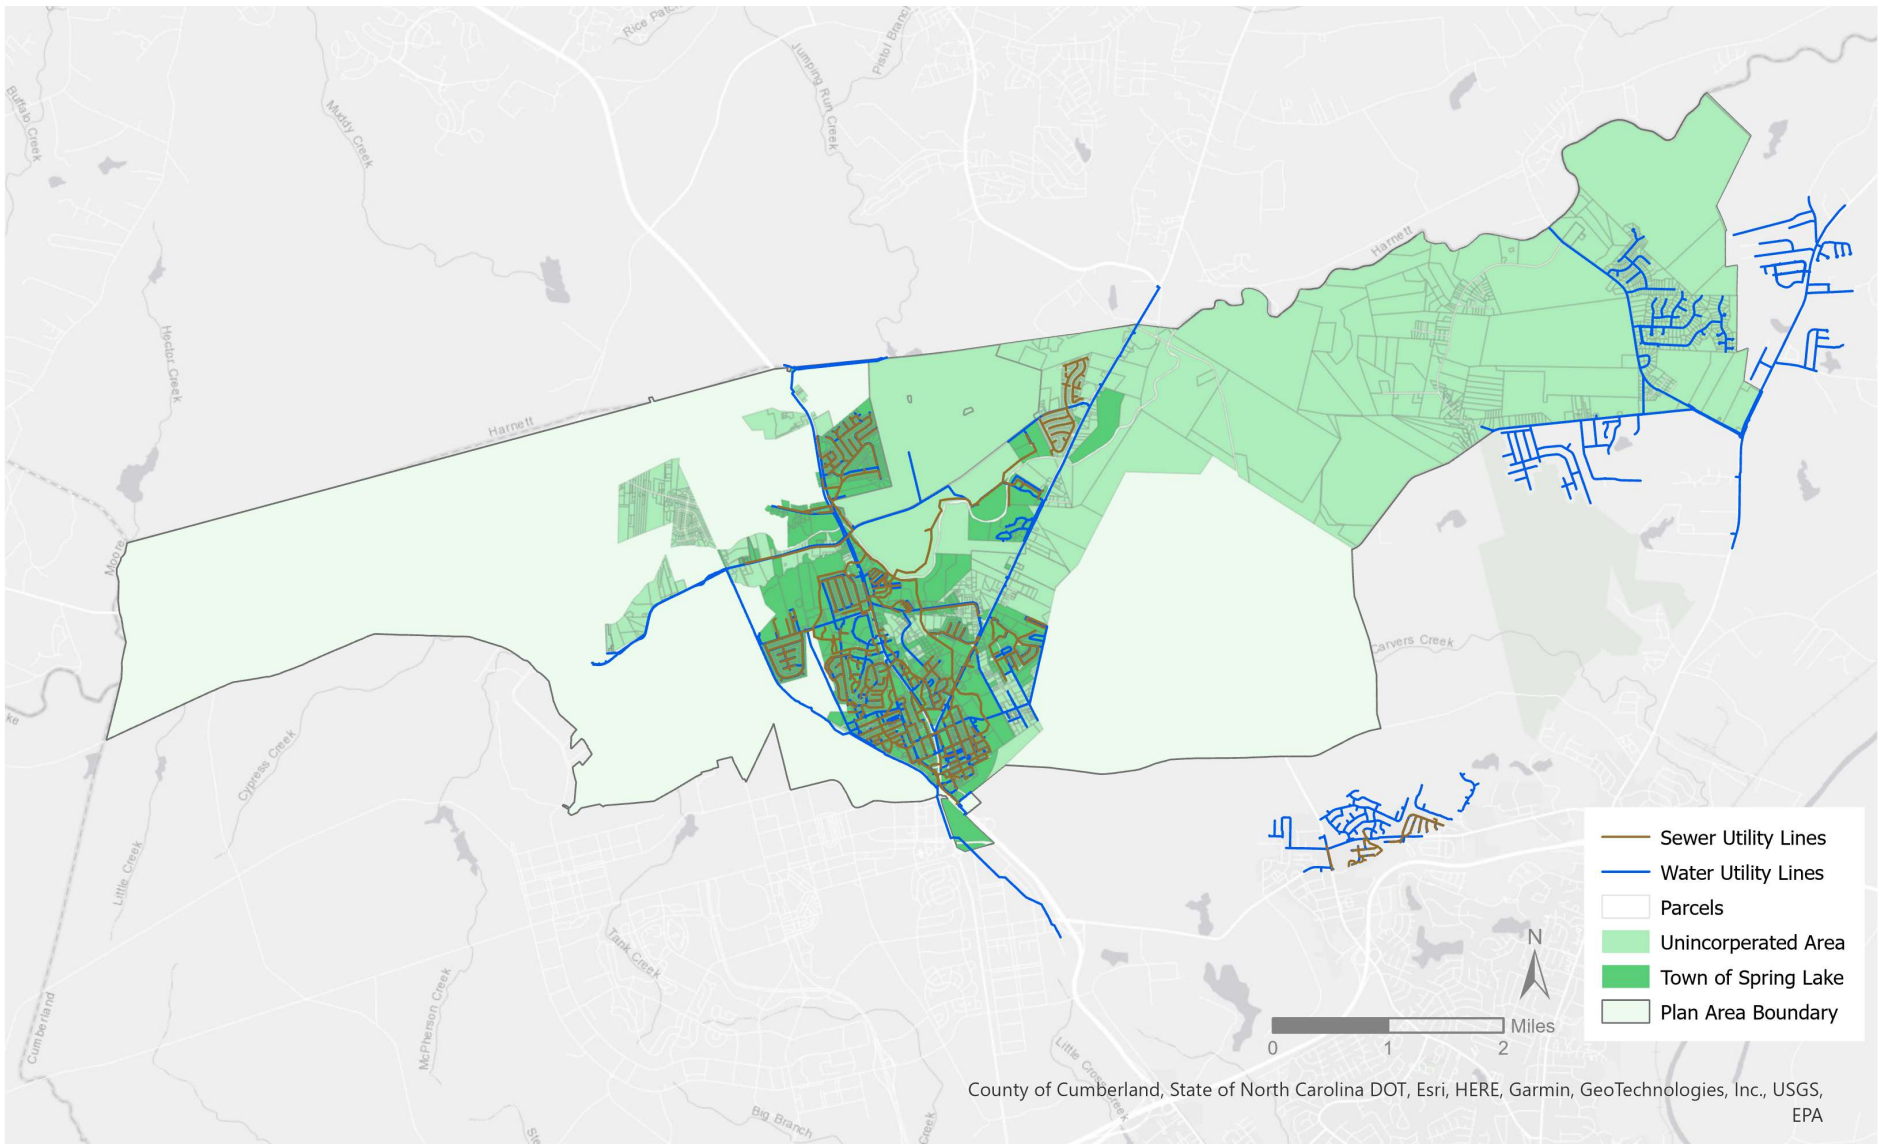 Rice Patch
Pistol Branch
Jumping Run Creek
Buffalo Creek
Muddy Creek
Harnett
Hector Creek
Harnett
Moore
Carvers Creek
ke
Cypress Creek
Little Creek
Sewer Utility Lines
Water Utility Lines
Parcels
Unincorperated Area
Town of Spring Lake
Plan Area Boundary
N
Miles
0 1 2
Tank Creek
McPherson Creek
Cumberland
Little Cross Creek
Big Branch
Creek
Ste
County of Cumberland, State of North Carolina DOT, Esri, HERE, Garmin, GeoTechnologies, Inc., USGS,
EPA